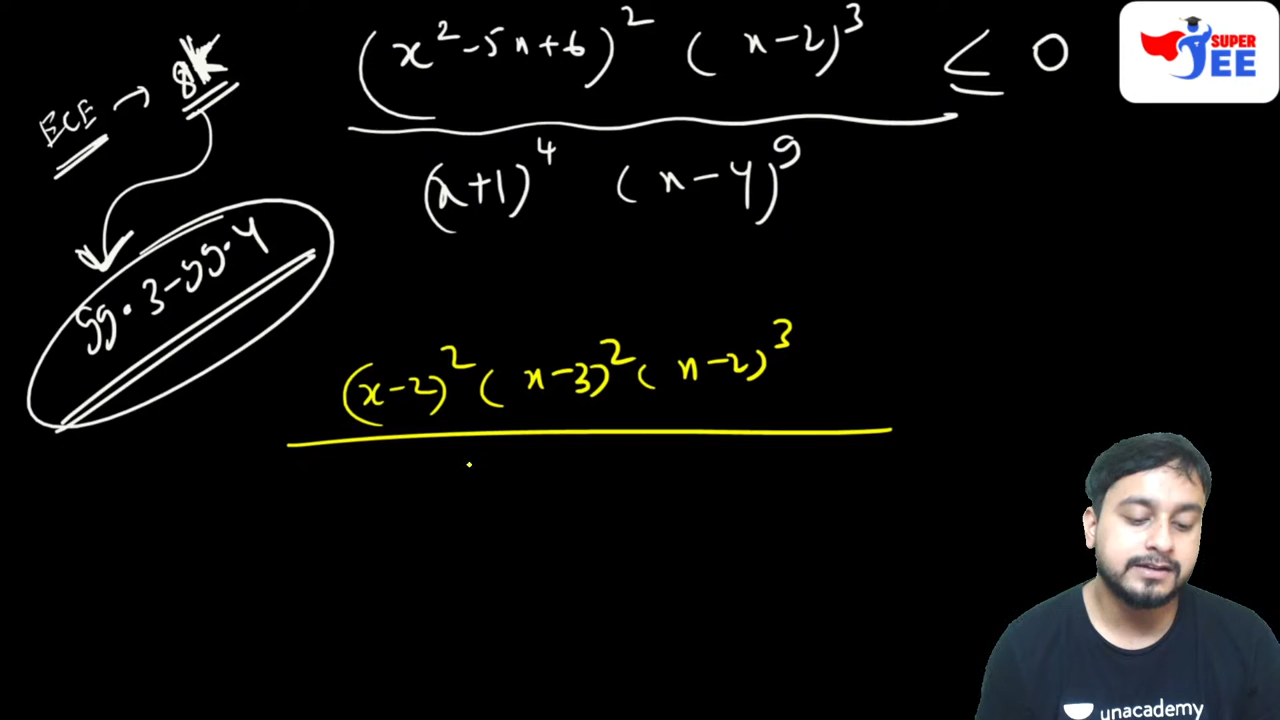 (x²-5x+6)² (x-2)³ ≤ 0
(x+1)⁴ (x-4)⁹
SUPER
JEE
ECE → 8K
99.3-99.4
(x-2)² (x-3)² (x-2)³
unacademy